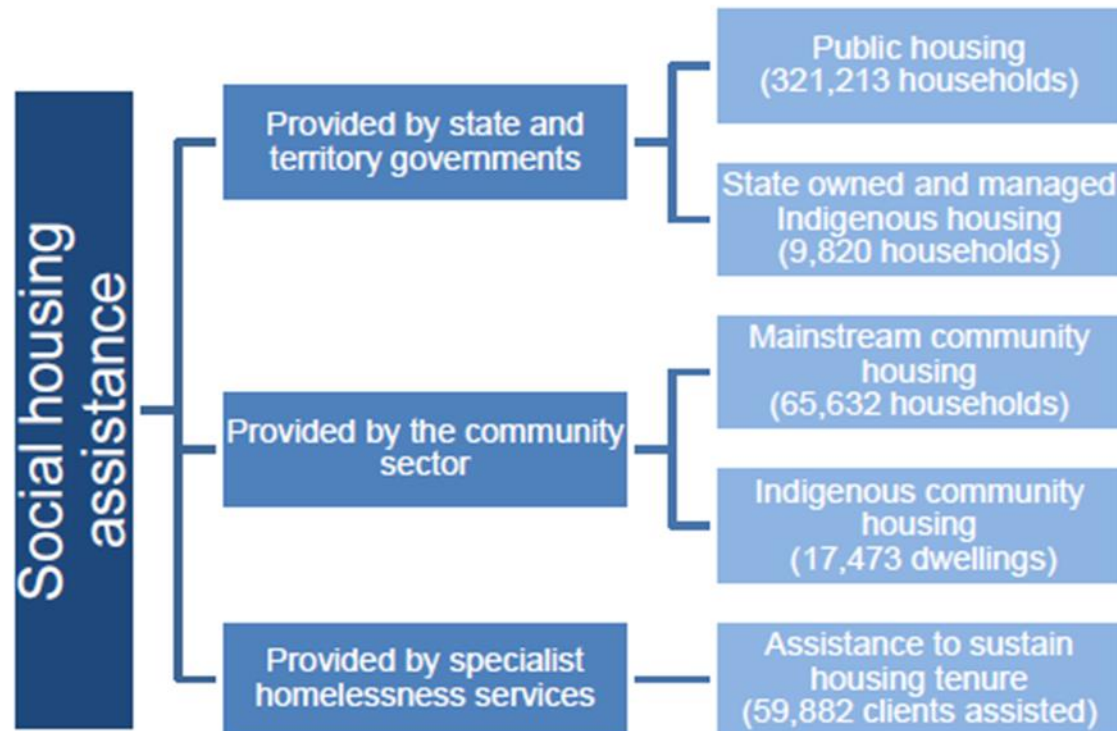 Social housing
assistance
Provided by state and
territory governments
Public housing
(321,213 households)
State owned and managed
Indigenous housing
(9,820 households)
Provided by the community
sector
Mainstream community
housing
(65,632 households)
Indigenous community
housing
(17,473 dwellings)
Provided by specialist
homelessness services
Assistance to sustain
housing tenure
(59,882 clients assisted)